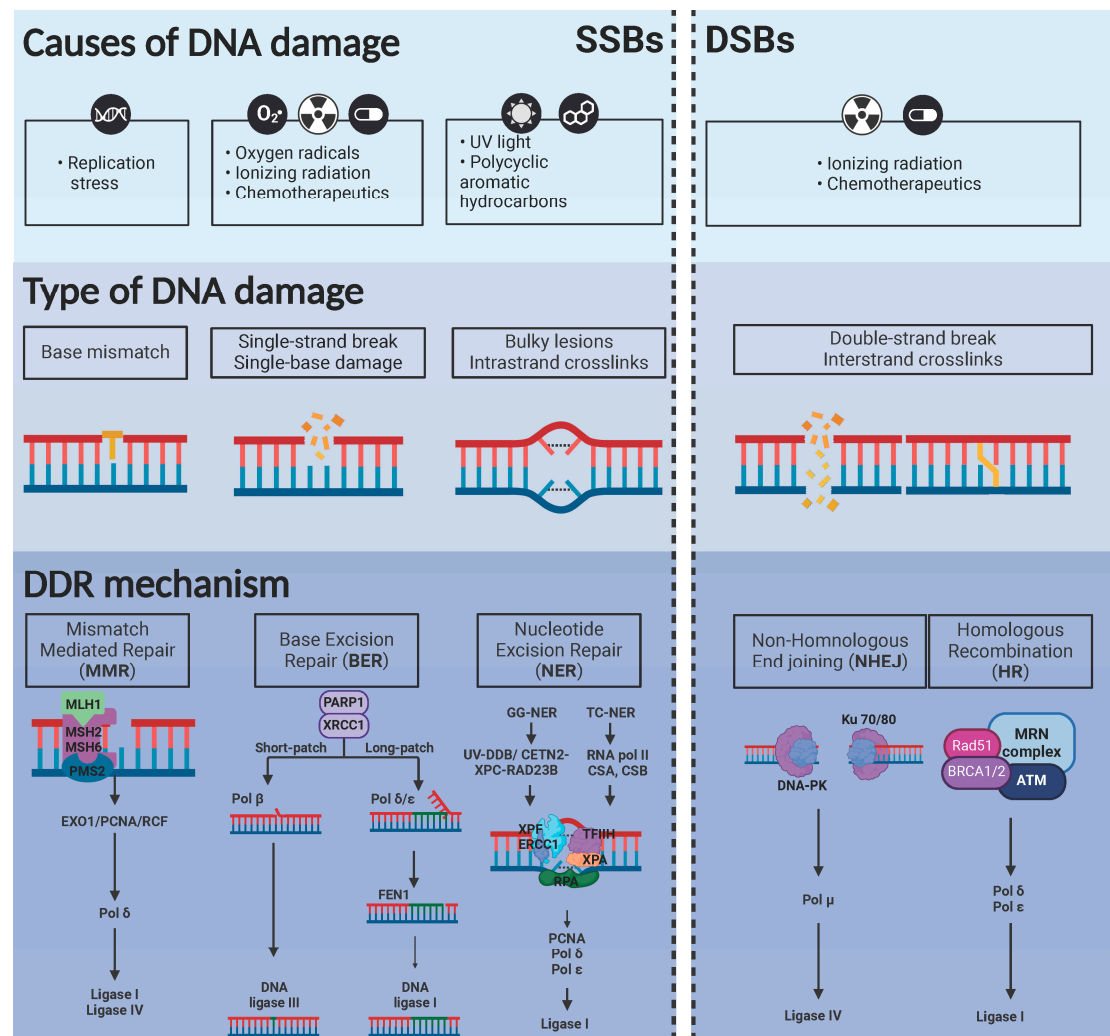 Causes of DNA damage
SSBs
DSBs
O₂•
• Replication
stress
• Oxygen radicals
• Ionizing radiation
• Chemotherapeutics
• UV light
• Polycyclic
aromatic
hydrocarbons
• Ionizing radiation
• Chemotherapeutics
Type of DNA damage
Base mismatch
Single-strand break
Single-base damage
Bulky lesions
Intrastrand crosslinks
Double-strand break
Interstrand crosslinks
DDR mechanism
Mismatch
Mediated Repair
(MMR)
Base Excision
Repair (BER)
Nucleotide
Excision Repair
(NER)
Non-Homnologous
End joining (NHEJ)
Homologous
Recombination
(HR)
MLH1
MSH2
MSH6
PMS2
EXO1/PCNA/RCF
Pol δ
Ligase I
Ligase IV
PARP1
XRCC1
Short-patch
Long-patch
Pol β
Pol δ/ε
FEN1
DNA
ligase III
DNA
ligase I
GG-NER
TC-NER
UV-DDB/ CETN2-
XPC-RAD23B
RNA pol II
CSA, CSB
XPF
ERCC1
TFIIH
XPA
RPA
PCNA
Pol δ
Pol ε
Ligase I
Ku 70/80
DNA-PK
Pol μ
Ligase IV
Rad51
MRN
complex
BRCA1/2
ATM
Pol δ
Pol ε
Ligase I